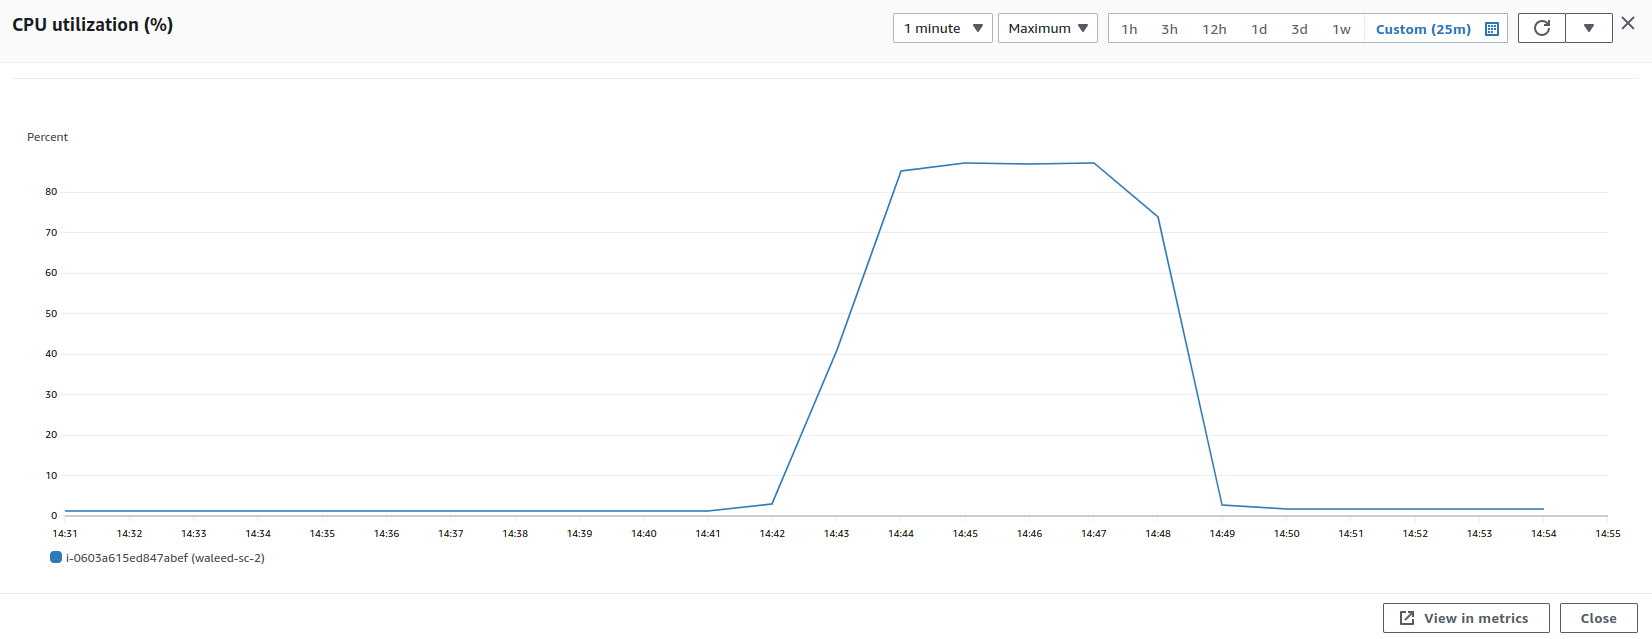 CPU utilization (%)
1 minute Maximum 1h 3h 12h 1d 3d 1w Custom (25m)
Percent
80
70
60
50
40
30
20
10
0
14:31 14:32 14:33 14:34 14:35 14:36 14:37 14:38 14:39 14:40 14:41 14:42 14:43 14:44 14:45 14:46 14:47 14:48 14:49 14:50 14:51 14:52 14:53 14:54 14:55
i-0603a615ed847abef (waleed-sc-2)
View in metrics Close